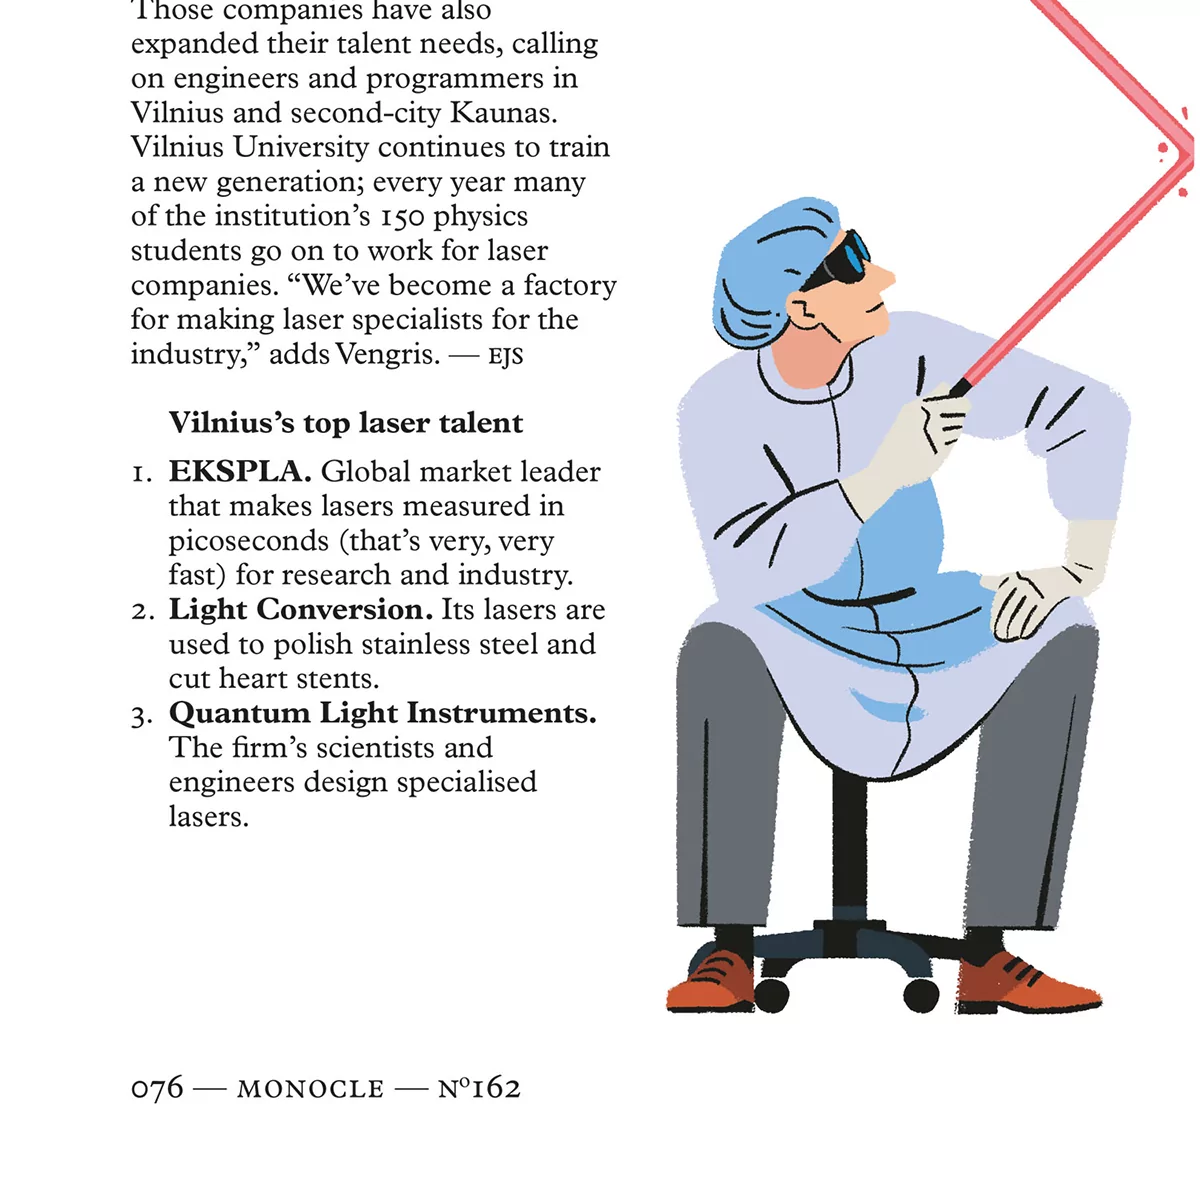 Those companies have also
expanded their talent needs, calling
on engineers and programmers in
Vilnius and second-city Kaunas.
Vilnius University continues to train
a new generation; every year many
of the institution’s 150 physics
students go on to work for laser
companies. “We’ve become a factory
for making laser specialists for the
industry,” adds Vengris. — EJS
Vilnius’s top laser talent
1. EKSPLA. Global market leader
that makes lasers measured in
picoseconds (that’s very, very
fast) for research and industry.
2. Light Conversion. Its lasers are
used to polish stainless steel and
cut heart stents.
3. Quantum Light Instruments.
The firm’s scientists and
engineers design specialised
lasers.
076 — MONOCLE — Nº162